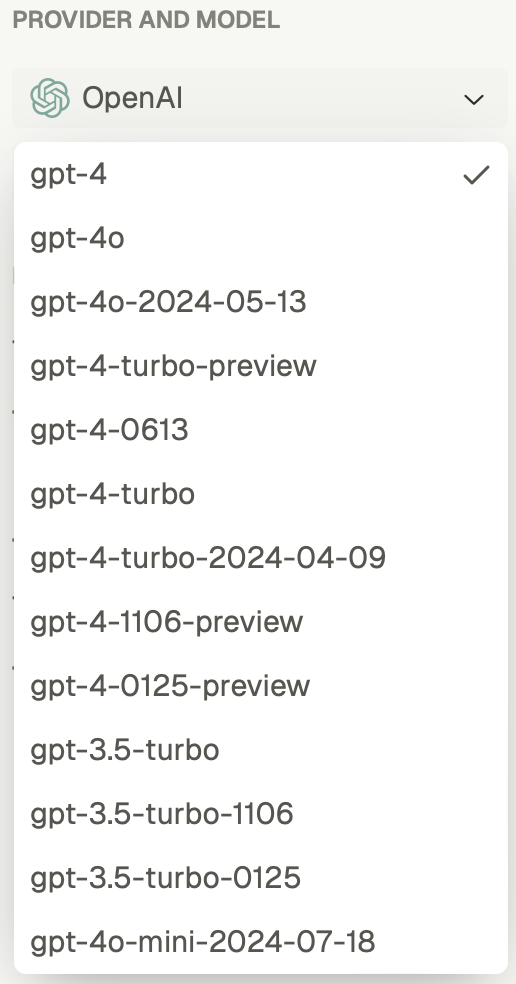 PROVIDER AND MODEL
OpenAI
gpt-4
gpt-4o
gpt-4o-2024-05-13
gpt-4-turbo-preview
gpt-4-0613
gpt-4-turbo
gpt-4-turbo-2024-04-09
gpt-4-1106-preview
gpt-4-0125-preview
gpt-3.5-turbo
gpt-3.5-turbo-1106
gpt-3.5-turbo-0125
gpt-4o-mini-2024-07-18